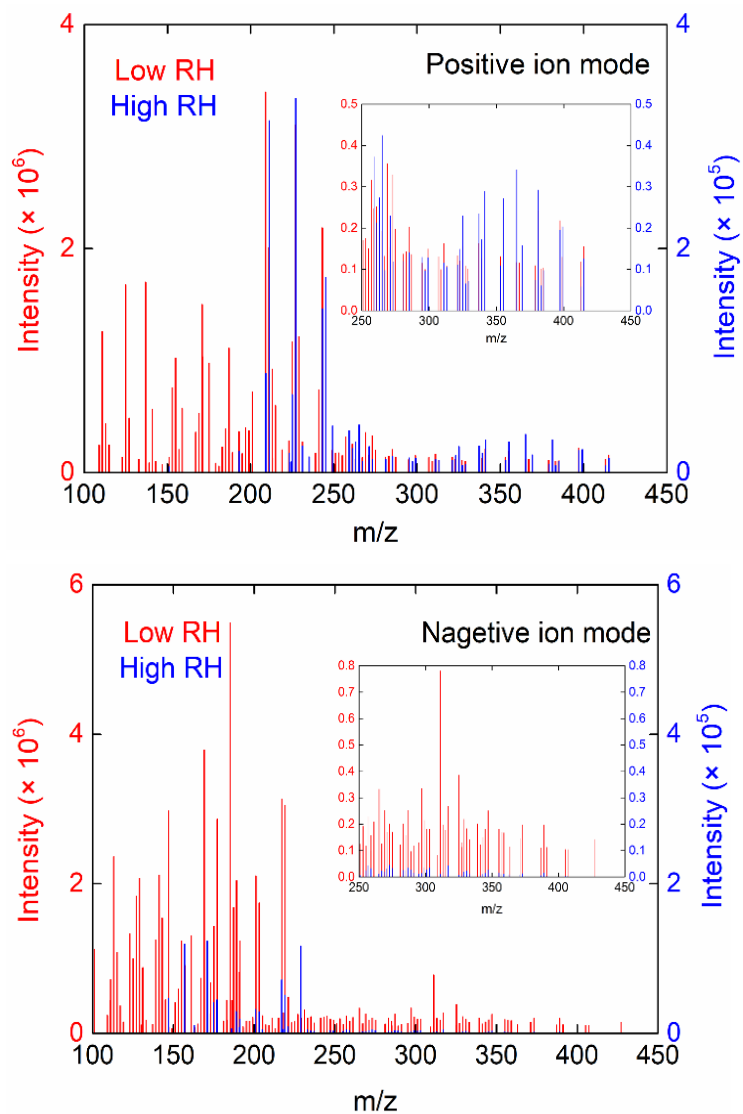 4
4
Low RH
Positive ion mode
High RH
0.5
0.5
0.4
0.4
0.3
0.3
0.2
0.2
0.1
0.1
0.0
0.0
250 300 350 400 450
m/z
Intensity (× 10⁶)
Intensity (× 10⁵)
2
2
0
0
100 150 200 250 300 350 400 450
m/z
6
6
Low RH
Nagetive ion mode
High RH
0.8
0.8
0.7
0.7
0.6
0.6
0.5
0.5
0.4
0.4
0.3
0.3
0.2
0.2
0.1
0.1
0.0
0.0
250 300 350 400 450
m/z
Intensity (× 10⁶)
Intensity (× 10⁵)
4
4
2
2
0
0
100 150 200 250 300 350 400 450
m/z